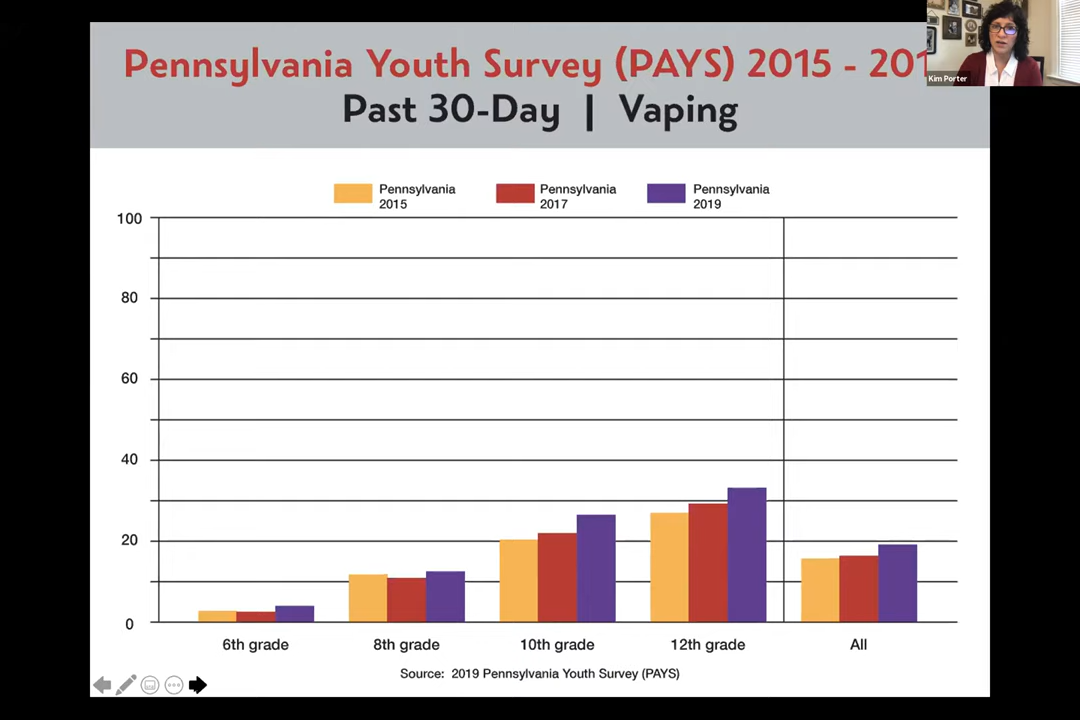 Pennsylvania Youth Survey (PAYS) 2015 - 201
Past 30-Day | Vaping
Kim Porter
Pennsylvania 2015
Pennsylvania 2017
Pennsylvania 2019
100
80
60
40
20
0
6th grade
8th grade
10th grade
12th grade
All
Source: 2019 Pennsylvania Youth Survey (PAYS)